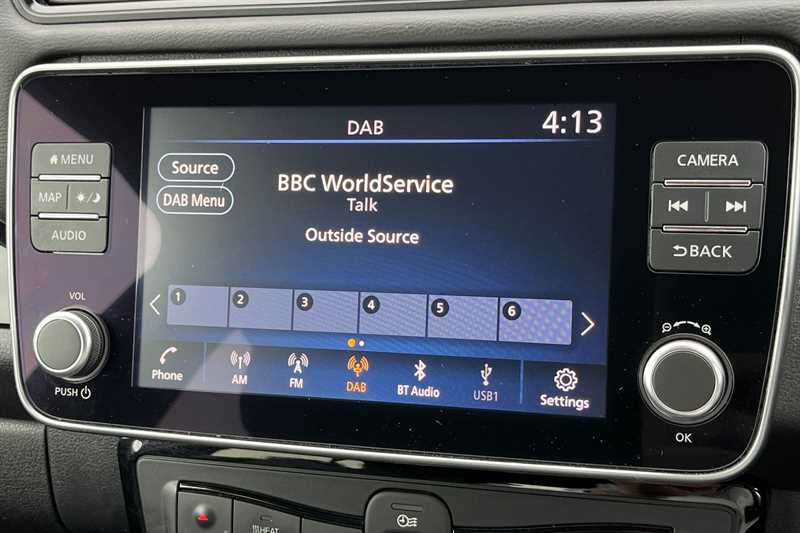 DAB
4:13
Source
DAB Menu
BBC WorldService
Talk
Outside Source
1 2 3 4 5 6
Phone
AM
FM
DAB
BT Audio
USB1
Settings
MENU
MAP
AUDIO
VOL
PUSH
CAMERA
BACK
OK
HEAT